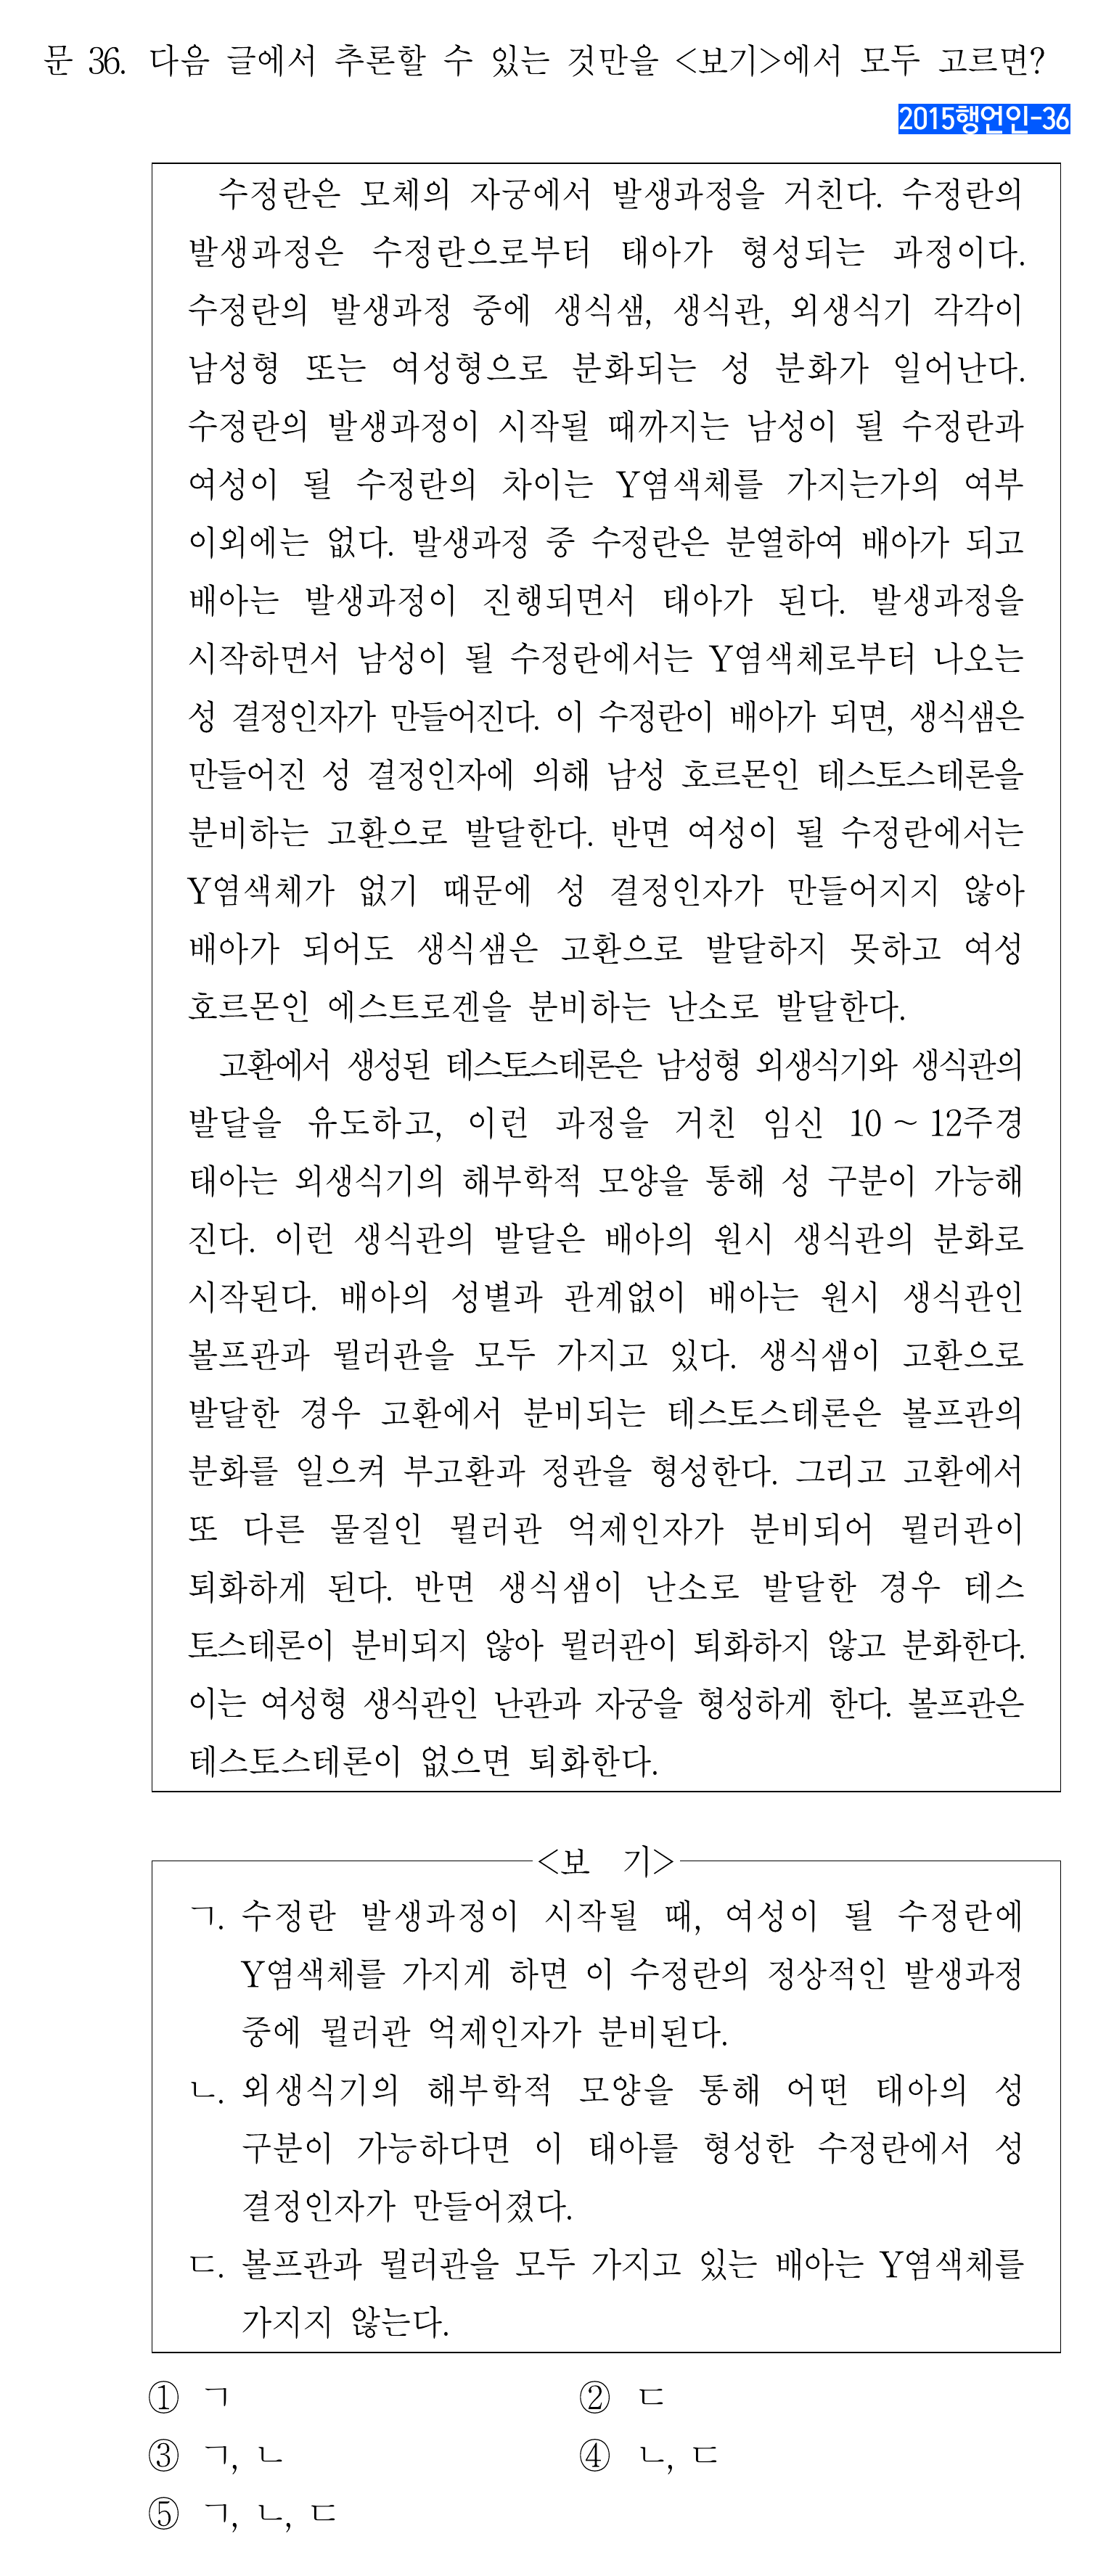 문 36. 다음 글에서 추론할 수 있는 것만을 <보기>에서 모두 고르면?
2015행언인-36
수정란은 모체의 자궁에서 발생과정을 거친다. 수정란의
발생과정은 수정란으로부터 태아가 형성되는 과정이다.
수정란의 발생과정 중에 생식샘, 생식관, 외생식기 각각이
남성형 또는 여성형으로 분화되는 성 분화가 일어난다.
수정란의 발생과정이 시작될 때까지는 남성이 될 수정란과
여성이 될 수정란의 차이는 Y염색체를 가지는가의 여부
이외에는 없다. 발생과정 중 수정란은 분열하여 배아가 되고
배아는 발생과정이 진행되면서 태아가 된다. 발생과정을
시작하면서 남성이 될 수정란에서는 Y염색체로부터 나오는
성 결정인자가 만들어진다. 이 수정란이 배아가 되면, 생식샘은
만들어진 성 결정인자에 의해 남성 호르몬인 테스토스테론을
분비하는 고환으로 발달한다. 반면 여성이 될 수정란에서는
Y염색체가 없기 때문에 성 결정인자가 만들어지지 않아
배아가 되어도 생식샘은 고환으로 발달하지 못하고 여성
호르몬인 에스트로겐을 분비하는 난소로 발달한다.
고환에서 생성된 테스토스테론은 남성형 외생식기와 생식관의
발달을 유도하고, 이런 과정을 거친 임신 10 ~ 12주경
태아는 외생식기의 해부학적 모양을 통해 성 구분이 가능해
진다. 이런 생식관의 발달은 배아의 원시 생식관의 분화로
시작된다. 배아의 성별과 관계없이 배아는 원시 생식관인
볼프관과 뮐러관을 모두 가지고 있다. 생식샘이 고환으로
발달한 경우 고환에서 분비되는 테스토스테론은 볼프관의
분화를 일으켜 부고환과 정관을 형성한다. 그리고 고환에서
또 다른 물질인 뮐러관 억제인자가 분비되어 뮐러관이
퇴화하게 된다. 반면 생식샘이 난소로 발달한 경우 테스
토스테론이 분비되지 않아 뮐러관이 퇴화하지 않고 분화한다.
이는 여성형 생식관인 난관과 자궁을 형성하게 한다. 볼프관은
테스토스테론이 없으면 퇴화한다.
<보 기>
ㄱ. 수정란 발생과정이 시작될 때, 여성이 될 수정란에
Y염색체를 가지게 하면 이 수정란의 정상적인 발생과정
중에 뮐러관 억제인자가 분비된다.
ㄴ. 외생식기의 해부학적 모양을 통해 어떤 태아의 성
구분이 가능하다면 이 태아를 형성한 수정란에서 성
결정인자가 만들어졌다.
ㄷ. 볼프관과 뮐러관을 모두 가지고 있는 배아는 Y염색체를
가지지 않는다.
① ㄱ ② ㄷ
③ ㄱ, ㄴ ④ ㄴ, ㄷ
⑤ ㄱ, ㄴ, ㄷ